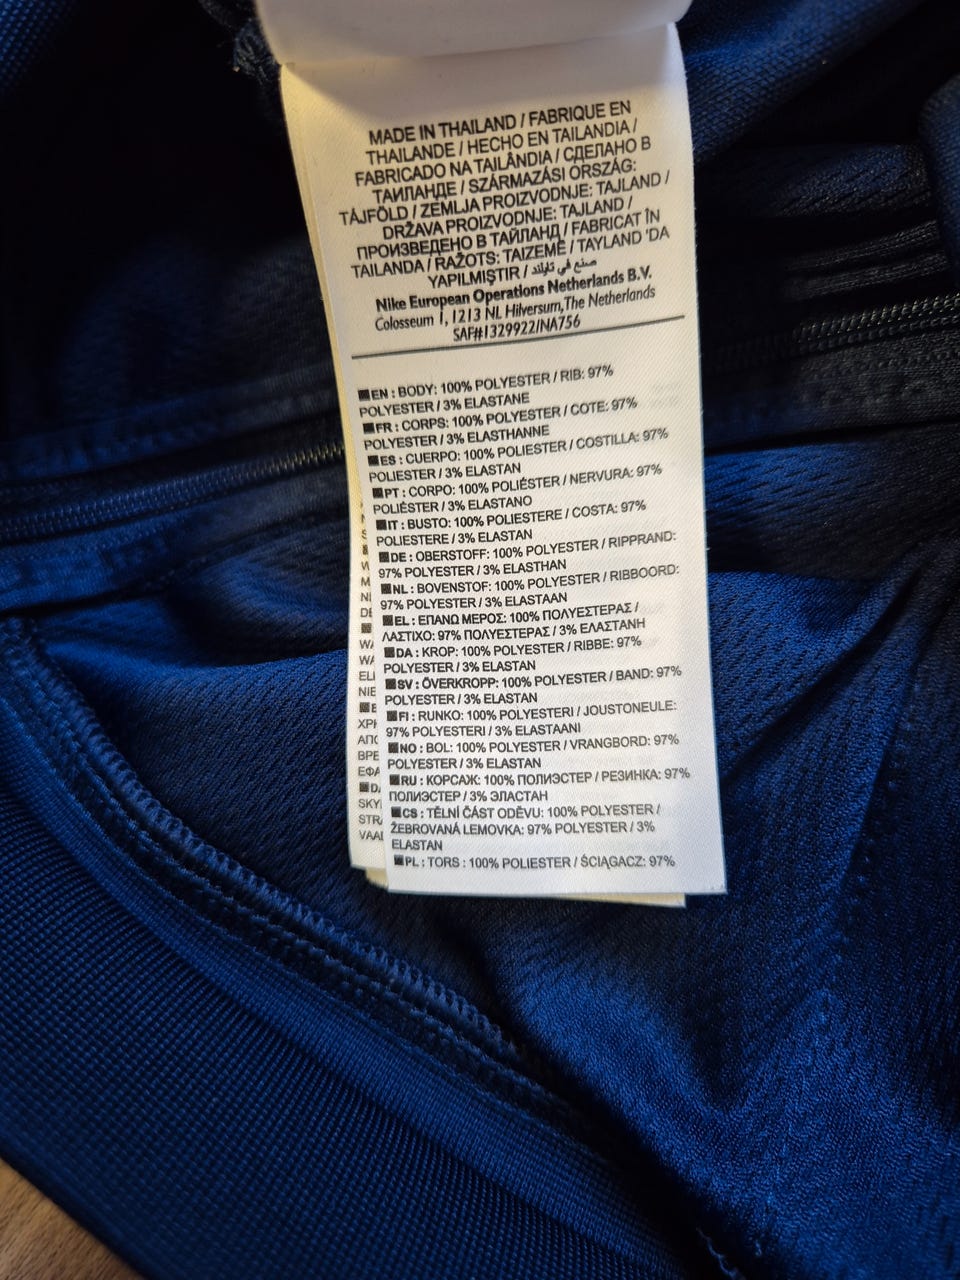 MADE IN THAILAND / FABRIQUE EN
THAILANDE / HECHO EN TAILANDIA /
FABRICADO NA TAILÂNDIA / СДЕЛАНО В
ТАИЛАНДЕ / SZÁRMAZÁSI ORSZÁG:
TÁJFÖLD / ZEMLJA PROIZVODNJE: TAJLAND /
DRŽAVA PROIZVODNJE: TAJLAND /
ПРОИЗВЕДЕНО В ТАЙЛАНД / FABRICAT ÎN
TAILANDA / RAŽOTS: TAIZEMĒ / TAYLAND 'DA
YAPILMIŞTIR / صنع في تايلند
Nike European Operations Netherlands B.V.
Colosseum 1, 1213 NL Hilversum,The Netherlands
SAF#1329922/NA756
EN : BODY: 100% POLYESTER / RIB: 97%
POLYESTER / 3% ELASTANE
FR : CORPS: 100% POLYESTER / COTE: 97%
POLYESTER / 3% ELASTHANNE
ES : CUERPO: 100% POLIESTER / COSTILLA: 97%
POLIESTER / 3% ELASTAN
PT : CORPO: 100% POLIÉSTER / NERVURA: 97%
POLIÉSTER / 3% ELASTANO
IT : BUSTO: 100% POLIESTERE / COSTA: 97%
POLIESTERE / 3% ELASTAN
DE : OBERSTOFF: 100% POLYESTER / RIPPRAND:
97% POLYESTER / 3% ELASTHAN
NL : BOVENSTOF: 100% POLYESTER / RIBBOORD:
97% POLYESTER / 3% ELASTAAN
EL : ΕΠΑΝΩ ΜΕΡΟΣ: 100% ΠΟΛΥΕΣΤΕΡΑΣ /
ΛΑΣΤΙΧΟ: 97% ΠΟΛΥΕΣΤΕΡΑΣ / 3% ΕΛΑΣΤΑΝΗ
DA : KROP: 100% POLYESTER / RIBBE: 97%
POLYESTER / 3% ELASTAN
SV : ÖVERKROPP: 100% POLYESTER / BAND: 97%
POLYESTER / 3% ELASTAN
FI : RUNKO: 100% POLYESTERI / JOUSTONEULE:
97% POLYESTERI / 3% ELASTAANI
NO : BOL: 100% POLYESTER / VRANGBORD: 97%
POLYESTER / 3% ELASTAN
RU : КОРСАЖ: 100% ПОЛИЭСТЕР / РЕЗИНКА: 97%
ПОЛИЭСТЕР / 3% ЭЛАСТАН
CS : TĚLNÍ ČÁST ODĚVU: 100% POLYESTER /
ŽEBROVANÁ LEMOVKA: 97% POLYESTER / 3%
ELASTAN
PL : TORS : 100% POLIESTER / ŚCIĄGACZ: 97%